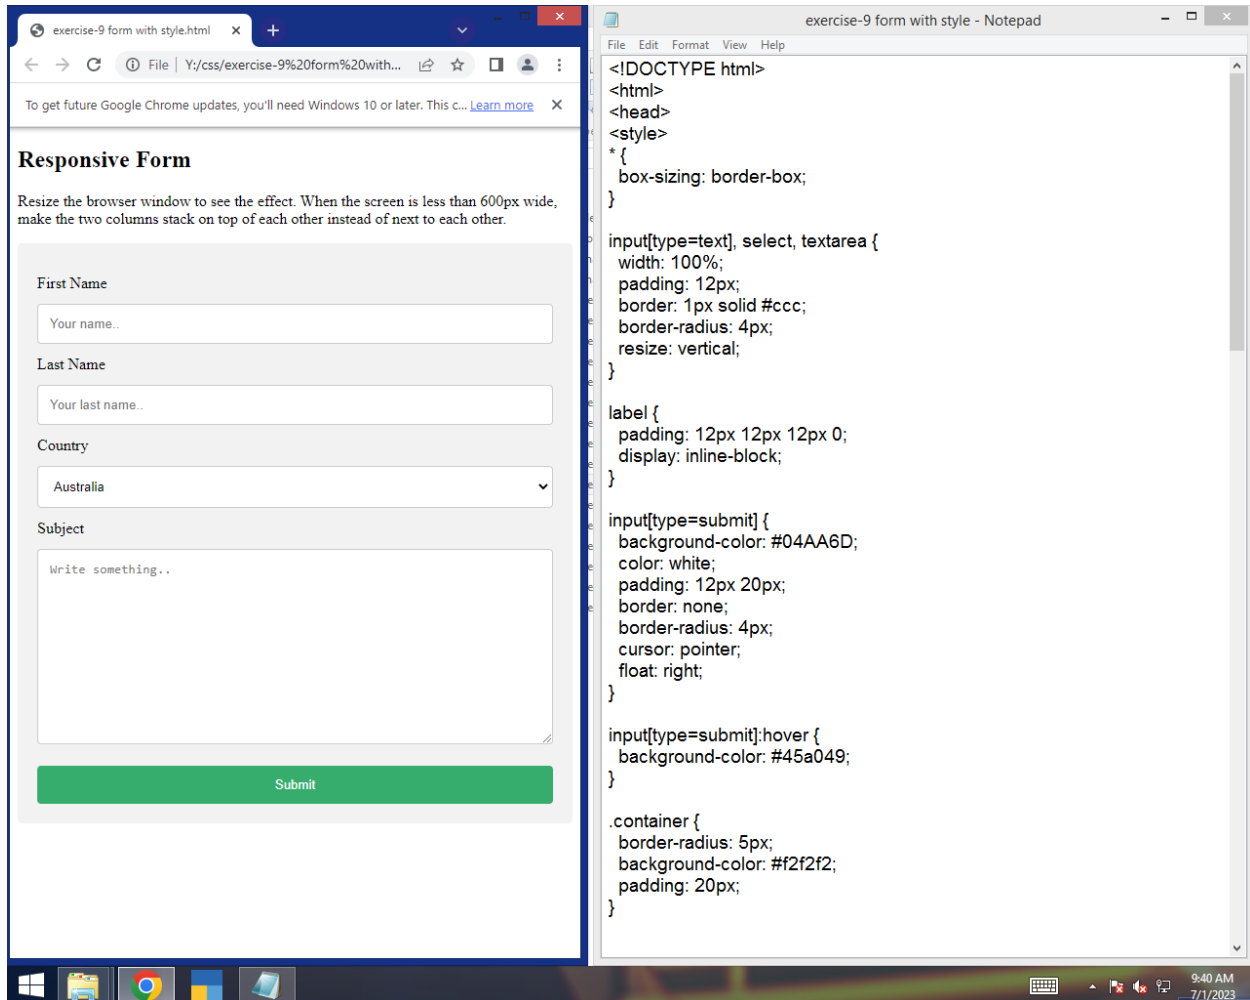 exercise-9 form with style.html
File
Y:/css/exercise-9%20form%20with...
To get future Google Chrome updates, you'll need Windows 10 or later. This c... Learn more
Responsive Form
Resize the browser window to see the effect. When the screen is less than 600px wide,
make the two columns stack on top of each other instead of next to each other.
First Name
Your name..
Last Name
Your last name..
Country
Australia
Subject
Write something..
Submit
exercise-9 form with style - Notepad
File Edit Format View Help
<!DOCTYPE html>
<html>
<head>
<style>
* {
  box-sizing: border-box;
}

input[type=text], select, textarea {
  width: 100%;
  padding: 12px;
  border: 1px solid #ccc;
  border-radius: 4px;
  resize: vertical;
}

label {
  padding: 12px 12px 12px 0;
  display: inline-block;
}

input[type=submit] {
  background-color: #04AA6D;
  color: white;
  padding: 12px 20px;
  border: none;
  border-radius: 4px;
  cursor: pointer;
  float: right;
}

input[type=submit]:hover {
  background-color: #45a049;
}

.container {
  border-radius: 5px;
  background-color: #f2f2f2;
  padding: 20px;
}
9:40 AM
7/1/2023